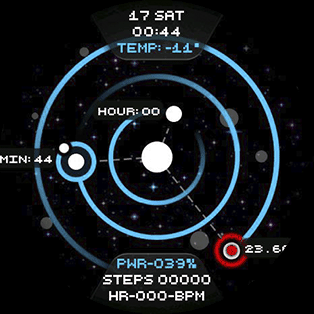 17 SAT
00:44
TEMP: -11°
HOUR: 00
MIN: 44
PWR-039%
STEPS 00000
HR-000-BPM